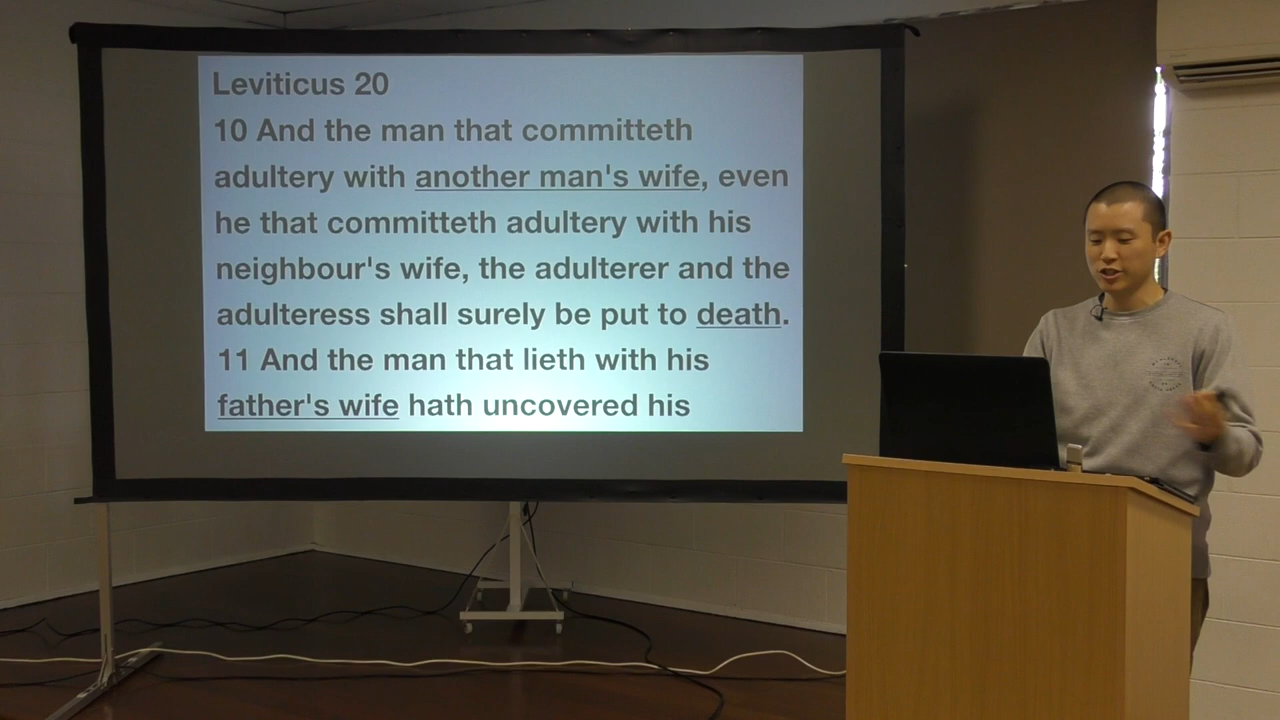 Leviticus 20
10 And the man that committeth
adultery with another man's wife, even
he that committeth adultery with his
neighbour's wife, the adulterer and the
adulteress shall surely be put to death.
11 And the man that lieth with his
father's wife hath uncovered his